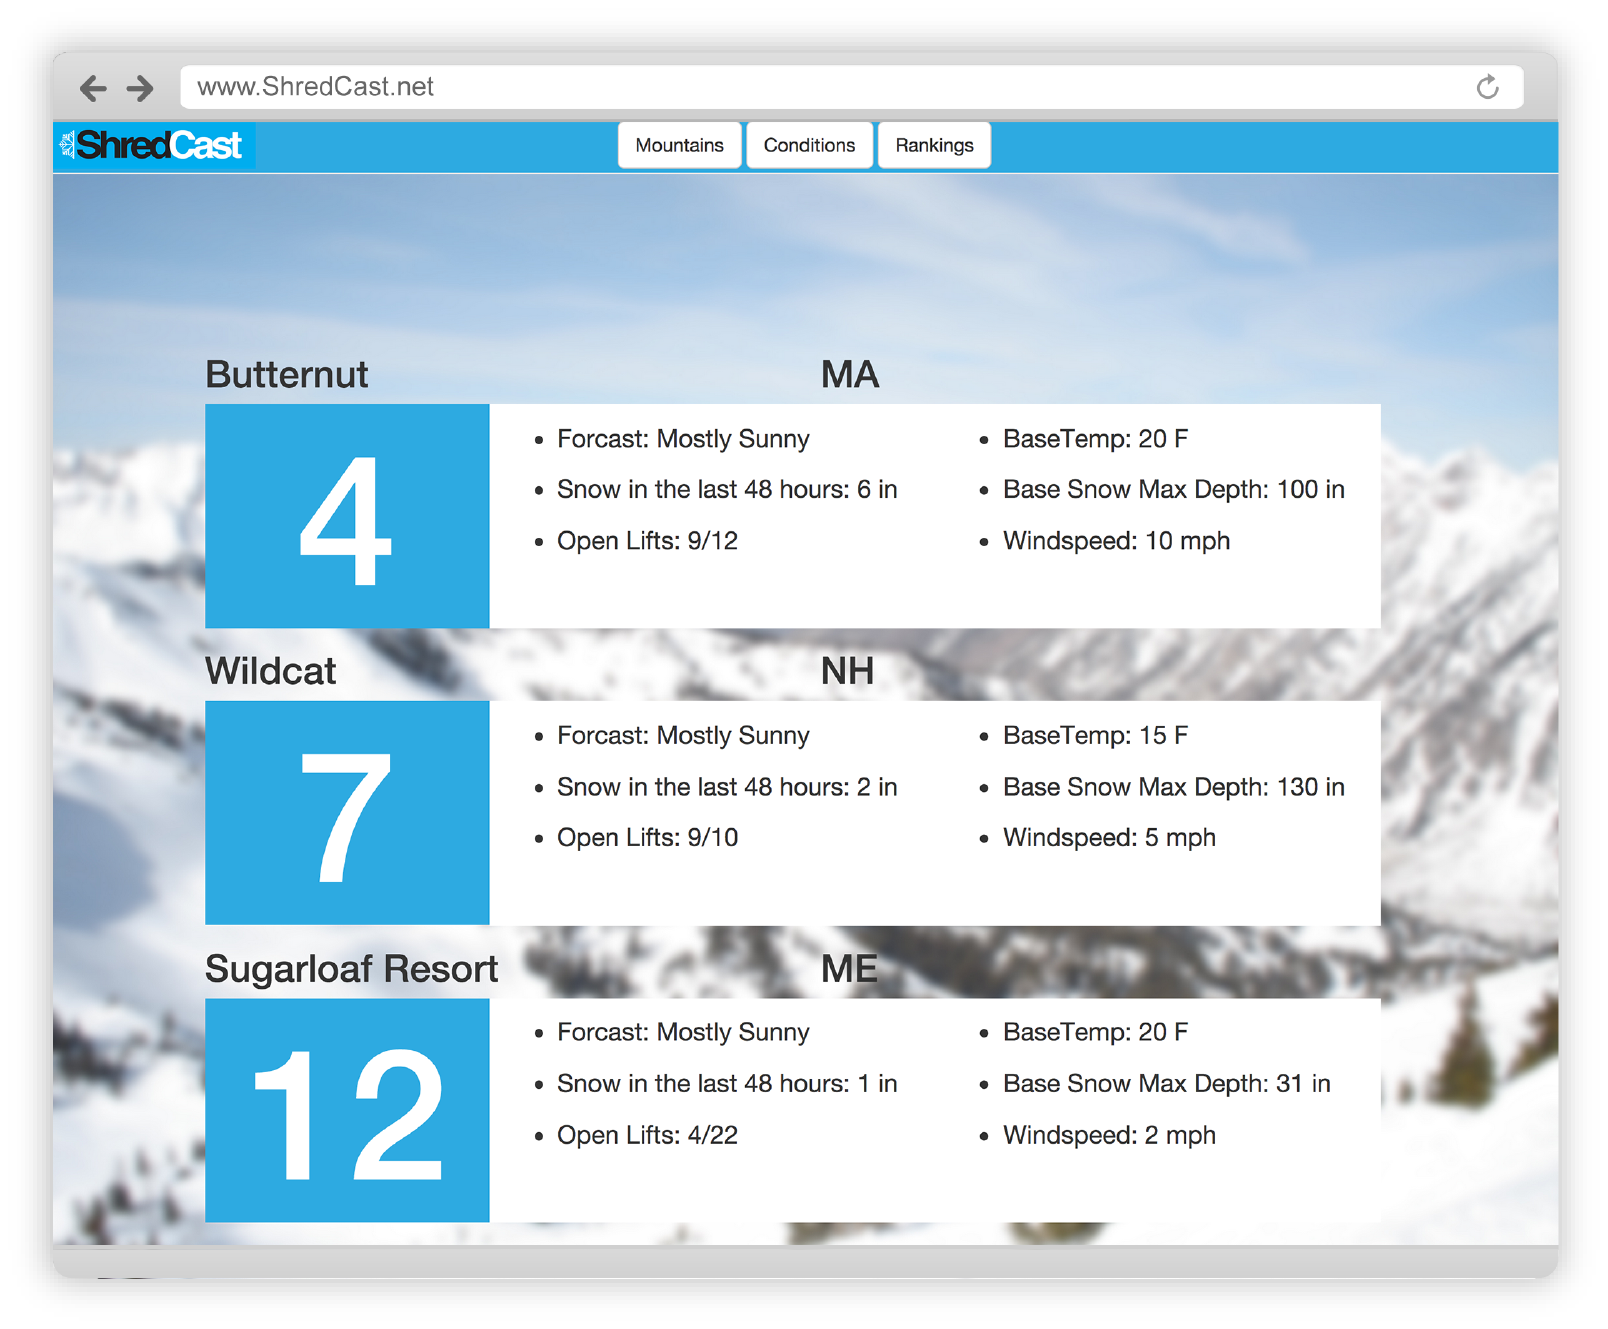 www.ShredCast.net
ShredCast
Mountains Conditions Rankings
Butternut MA
4
Forcast: Mostly Sunny
Snow in the last 48 hours: 6 in
Open Lifts: 9/12
BaseTemp: 20 F
Base Snow Max Depth: 100 in
Windspeed: 10 mph
Wildcat NH
7
Forcast: Mostly Sunny
Snow in the last 48 hours: 2 in
Open Lifts: 9/10
BaseTemp: 15 F
Base Snow Max Depth: 130 in
Windspeed: 5 mph
Sugarloaf Resort ME
12
Forcast: Mostly Sunny
Snow in the last 48 hours: 1 in
Open Lifts: 4/22
BaseTemp: 20 F
Base Snow Max Depth: 31 in
Windspeed: 2 mph